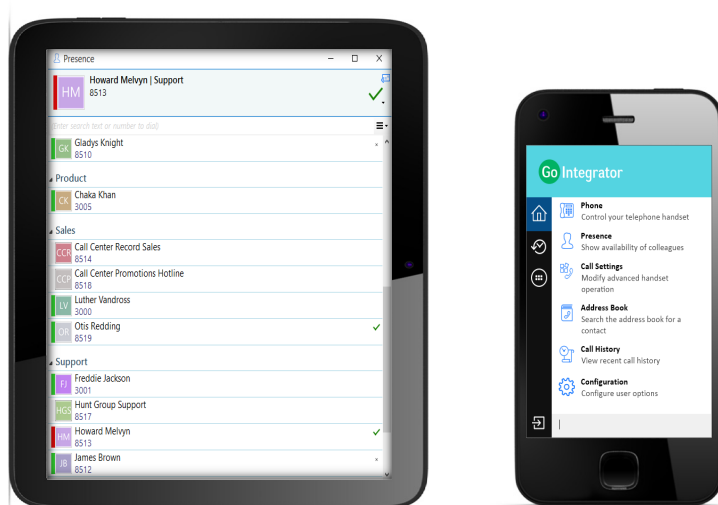 Presence
HM
Howard Melvyn | Support
8513
Enter search text or number to dial
GK
Gladys Knight
8510
Product
CK
Chaka Khan
3005
Sales
CCR
Call Center Record Sales
8514
CCP
Call Center Promotions Hotline
8518
LV
Luther Vandross
3000
OR
Otis Redding
8519
Support
FJ
Freddie Jackson
3001
HGS
Hunt Group Support
8517
HM
Howard Melvyn
8513
JB
James Brown
8512
Go Integrator
Phone
Control your telephone handset
Presence
Show availability of colleagues
Call Settings
Modify advanced handset
operation
Address Book
Search the address book for a
contact
Call History
View recent call history
Configuration
Configure user options